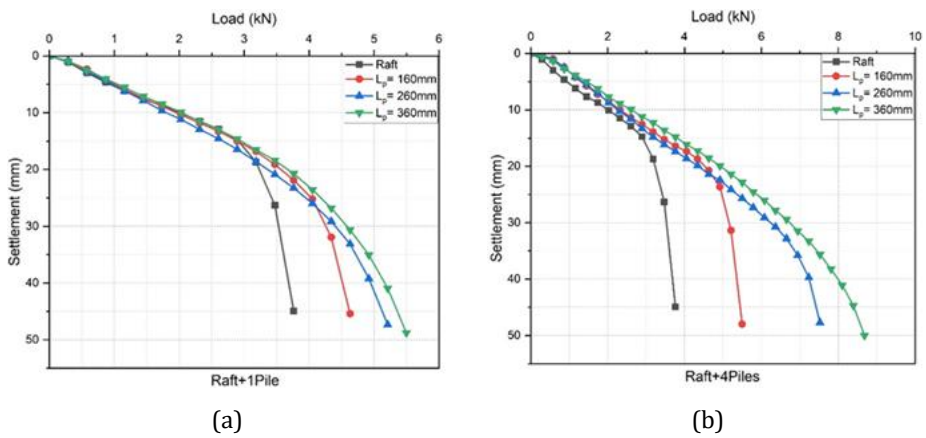 Load (kN)
0 1 2 3 4 5 6
0
10
20
30
40
50
Settlement (mm)
Raft
Lp= 160mm
Lp= 260mm
Lp= 360mm
Raft+1Pile
(a)
Load (kN)
0 2 4 6 8 10
0
10
20
30
40
50
Settlement (mm)
Raft
Lp= 160mm
Lp= 260mm
Lp= 360mm
Raft+4Piles
(b)